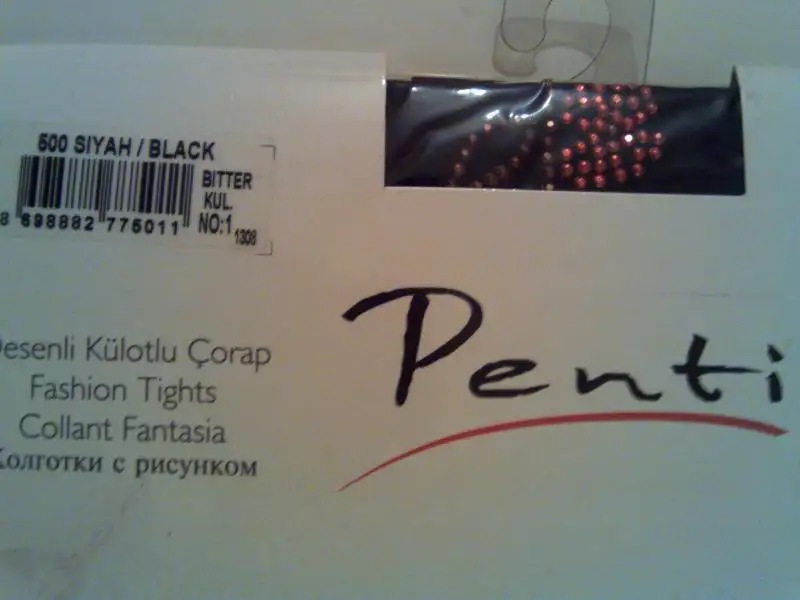 500 SIYAH / BLACK
BITTER
KUL.
NO:1
1308
8 698882 775011
Penti
Desenli Külotlu Çorap
Fashion Tights
Collant Fantasia
Колготки с рисунком